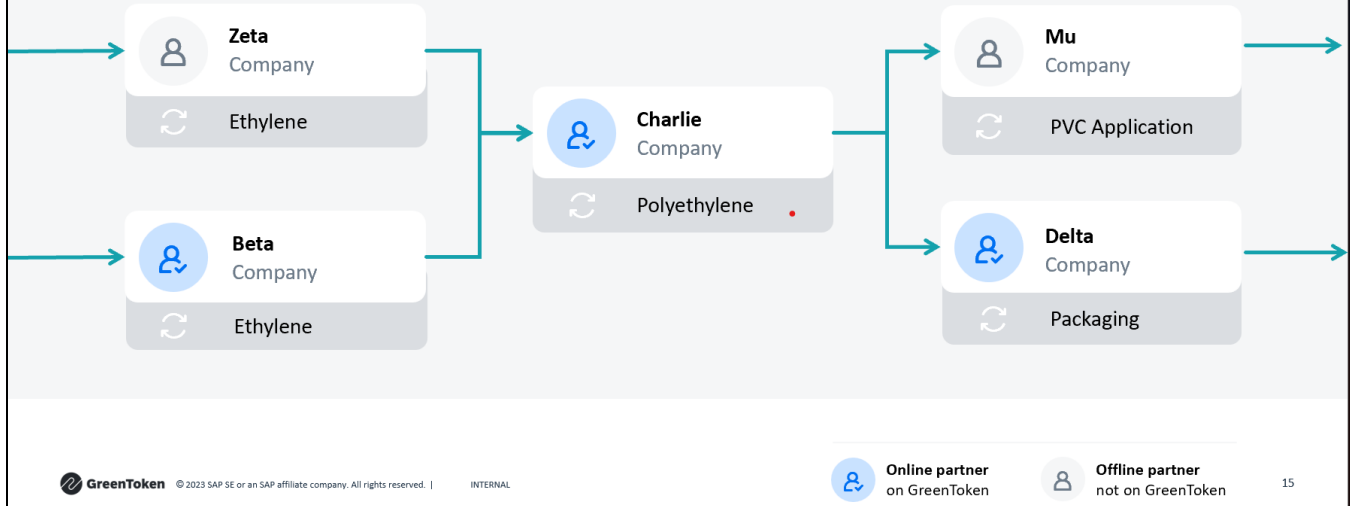 Zeta
Company
Ethylene
Beta
Company
Ethylene
Charlie
Company
Polyethylene
Mu
Company
PVC Application
Delta
Company
Packaging
GreenToken © 2023 SAP SE or an SAP affiliate company. All rights reserved. | INTERNAL
Online partner
on GreenToken
Offline partner
not on GreenToken
15